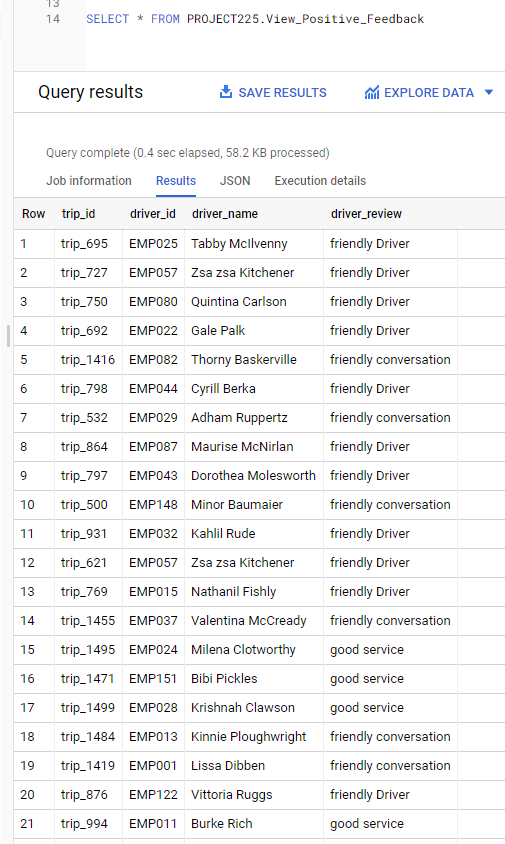 13
14 SELECT * FROM PROJECT225.View_Positive_Feedback
Query results SAVE RESULTS EXPLORE DATA
Query complete (0.4 sec elapsed, 58.2 KB processed)
Job information Results JSON Execution details
Row trip_id driver_id driver_name driver_review
1 trip_695 EMP025 Tabby McIlvenny friendly Driver
2 trip_727 EMP057 Zsa zsa Kitchener friendly Driver
3 trip_750 EMP080 Quintina Carlson friendly Driver
4 trip_692 EMP022 Gale Palk friendly Driver
5 trip_1416 EMP082 Thorny Baskerville friendly conversation
6 trip_798 EMP044 Cyrill Berka friendly Driver
7 trip_532 EMP029 Adham Ruppertz friendly conversation
8 trip_864 EMP087 Maurise McNirlan friendly Driver
9 trip_797 EMP043 Dorothea Molesworth friendly Driver
10 trip_500 EMP148 Minor Baumaier friendly conversation
11 trip_931 EMP032 Kahlil Rude friendly Driver
12 trip_621 EMP057 Zsa zsa Kitchener friendly Driver
13 trip_769 EMP015 Nathanil Fishly friendly Driver
14 trip_1455 EMP037 Valentina McCready friendly conversation
15 trip_1495 EMP024 Milena Clotworthy good service
16 trip_1471 EMP151 Bibi Pickles good service
17 trip_1499 EMP028 Krishnah Clawson good service
18 trip_1484 EMP013 Kinnie Ploughwright friendly conversation
19 trip_1419 EMP001 Lissa Dibben friendly conversation
20 trip_876 EMP122 Vittoria Ruggs friendly Driver
21 trip_994 EMP011 Burke Rich good service